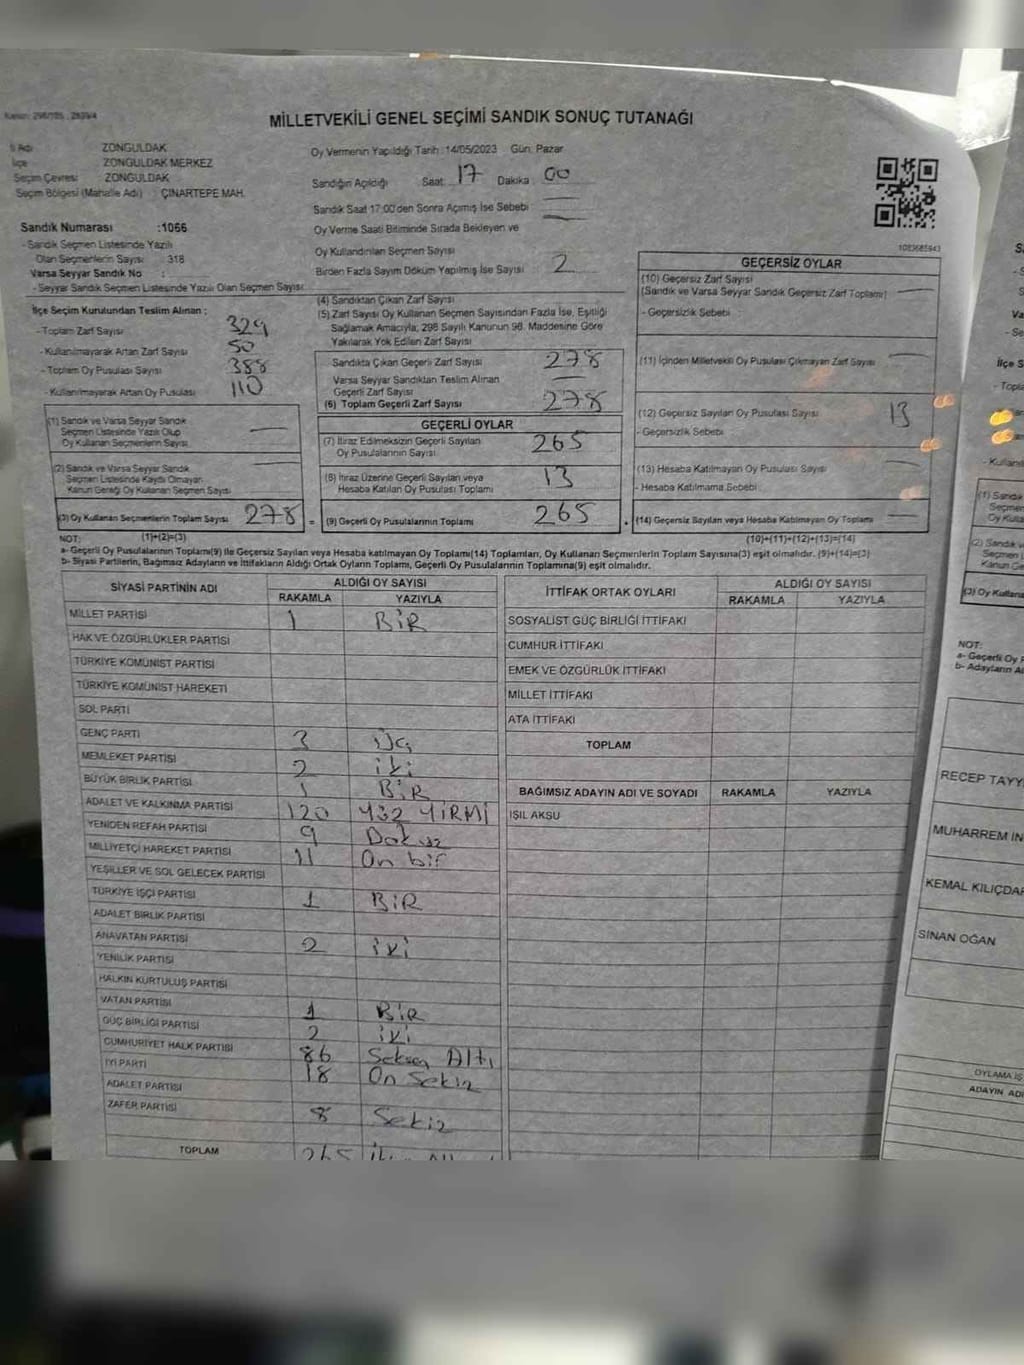 Kanun: 298/105 , 2839/4
MİLLETVEKİLİ GENEL SEÇİMİ SANDIK SONUÇ TUTANAĞI
İl Adı ZONGULDAK
İlçe ZONGULDAK MERKEZ
Seçim Çevresi ZONGULDAK
Seçim Bölgesi (Mahalle Adı) : ÇINARTEPE MAH.
Oy Vermenin Yapıldığı Tarih :14/05/2023 Gün: Pazar
Sandığın Açıldığı Saat: 17 Dakika: 00
Sandık Saat 17:00'den Sonra Açımış İse Sebebi:
Oy Verme Saati Bitiminde Sırada Bekleyen ve
Oy Kullandırılan Seçmen Sayısı
Birden Fazla Sayım Döküm Yapılmış İse Sayısı : 2
Sandık Numarası :1066
- Sandık Seçmen Listesinde Yazılı
Olan Seçmenlerin Sayısı 318
Varsa Seyyar Sandık No :
- Seyyar Sandık Seçmen Listesinde Yazılı Olan Seçmen Sayısı:
1083685943
İlçe Seçim Kurulundan Teslim Alınan ;
- Toplam Zarf Sayısı 329
- Kullanılmayarak Artan Zarf Sayısı 50
- Toplam Oy Pusulası Sayısı 388
- Kullanılmayarak Artan Oy Pusulası 110
(1) Sandık ve Varsa Seyyar Sandık
Seçmen Listesinde Yazılı Olup
Oy Kullanan Seçmenlerin Sayısı
(2) Sandık ve Varsa Seyyar Sandık
Seçmen Listesinde Kaydı Olmayan
Kanun Gereği Oy Kullanan Seçmen Sayısı
(3) Oy Kullanan Seçmenlerin Toplam Sayısı 278 =
(1)+(2)=(3)
(4) Sandıktan Çıkan Zarf Sayısı
(5) Zarf Sayısı Oy Kullanan Seçmen Sayısından Fazla İse, Eşitliği
Sağlamak Amacıyla; 298 Sayılı Kanunun 98. Maddesine Göre
Yakılarak Yok Edilen Zarf Sayısı
Sandıkta Çıkan Geçerli Zarf Sayısı 278
Varsa Seyyar Sandıktan Teslim Alınan
Geçerli Zarf Sayısı
(6) Toplam Geçerli Zarf Sayısı 278
GEÇERLİ OYLAR
(7) İtiraz Edilmeksizin Geçerli Sayılan
Oy Pusulalarının Sayısı 265
(8) İtiraz Üzerine Geçerli Sayılan veya
Hesaba Katılan Oy Pusulası Toplamı 13
(9) Geçerli Oy Pusulalarının Toplamı 265
GEÇERSİZ OYLAR
(10) Geçersiz Zarf Sayısı
(Sandık ve Varsa Seyyar Sandık Geçersiz Zarf Toplamı)
- Geçersizlik Sebebi :
(11) İçinden Milletvekili Oy Pusulası Çıkmayan Zarf Sayısı
(12) Geçersiz Sayılan Oy Pusulası Sayısı 13
- Geçersizlik Sebebi
(13) Hesaba Katılmayan Oy Pusulası Sayısı
- Hesaba Katılmama Sebebi
(14) Geçersiz Sayılan veya Hesaba Katılmayan Oy Toplamı
(10)+(11)+(12)+(13)=(14)
NOT:
a- Geçerli Oy Pusulalarının Toplamı(9) ile Geçersiz Sayılan veya Hesaba katılmayan Oy Toplamı(14) Toplamları, Oy Kullanan Seçmenlerin Toplam Sayısına(3) eşit olmalıdır. (9)+(14)=(3)
b- Siyasi Partilerin, Bağımsız Adayların ve İttifakların Aldığı Ortak Oyların Toplamı, Geçerli Oy Pusulalarının Toplamına(9) eşit olmalıdır.
SİYASİ PARTİNİN ADI ALDIĞI OY SAYISI
RAKAMLA YAZIYLA
MİLLET PARTİSİ 1 BİR
HAK VE ÖZGÜRLÜKLER PARTİSİ
TÜRKİYE KOMÜNİST PARTİSİ
TÜRKİYE KOMÜNİST HAREKETİ
SOL PARTİ
GENÇ PARTİ 3 ÜÇ
MEMLEKET PARTİSİ 2 iki
BÜYÜK BİRLİK PARTİSİ 1 BİR
ADALET VE KALKINMA PARTİSİ 120 YÜZ YİRMİ
YENİDEN REFAH PARTİSİ 9 Dokuz
MİLLİYETÇİ HAREKET PARTİSİ 11 On bir
YEŞİLLER VE SOL GELECEK PARTİSİ
TÜRKİYE İŞÇİ PARTİSİ 1 BİR
ADALET BİRLİK PARTİSİ
ANAVATAN PARTİSİ 2 iki
YENİLİK PARTİSİ
HALKIN KURTULUŞ PARTİSİ
VATAN PARTİSİ 1 BİR
GÜÇ BİRLİĞİ PARTİSİ 2 iki
CUMHURİYET HALK PARTİSİ 86 Seksen Altı
İYİ PARTİ 18 On Sekiz
ADALET PARTİSİ
ZAFER PARTİSİ 8 Sekiz
TOPLAM 265
İTTİFAK ORTAK OYLARI ALDIĞI OY SAYISI
RAKAMLA YAZIYLA
SOSYALİST GÜÇ BİRLİĞİ İTTİFAKI
CUMHUR İTTİFAKI
EMEK VE ÖZGÜRLÜK İTTİFAKI
MİLLET İTTİFAKI
ATA İTTİFAKI
TOPLAM
BAĞIMSIZ ADAYIN ADI VE SOYADI RAKAMLA YAZIYLA
IŞIL AKSU
Va
İlçe S
- Topla
- Kullanıl
(1) Sandık
Seçmen
Oy Kulla
(2) Sandık v
Seçmen L
Kanun Ge
(3) Oy Kullana
NOT:
a- Geçerli Oy P
b- Adayların Al
RECEP TAYY
MUHARREM İN
KEMAL KILIÇDAR
SİNAN OĞAN
OYLAMA İŞ
ADAYIN ADI